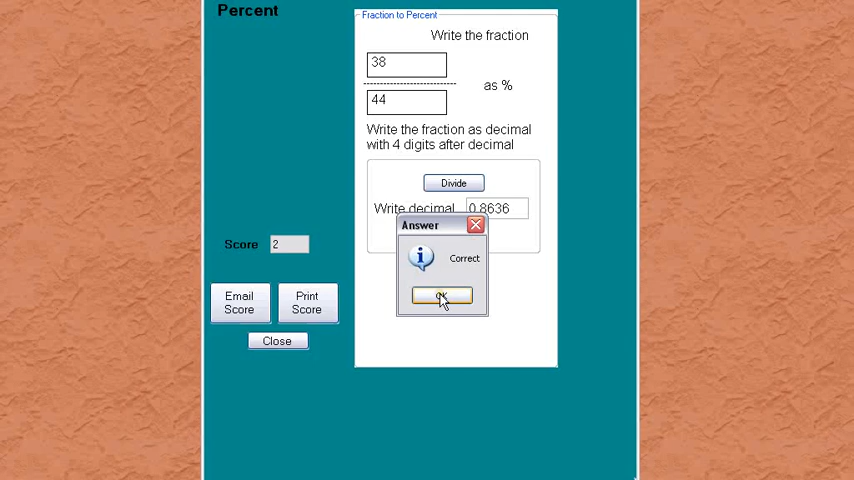 Percent
Fraction to Percent
Write the fraction
38
as %
44
Write the fraction as decimal
with 4 digits after decimal
Divide
Write decimal 0.8636
Answer
Correct
Score 2
Email
Score
Print
Score
Close